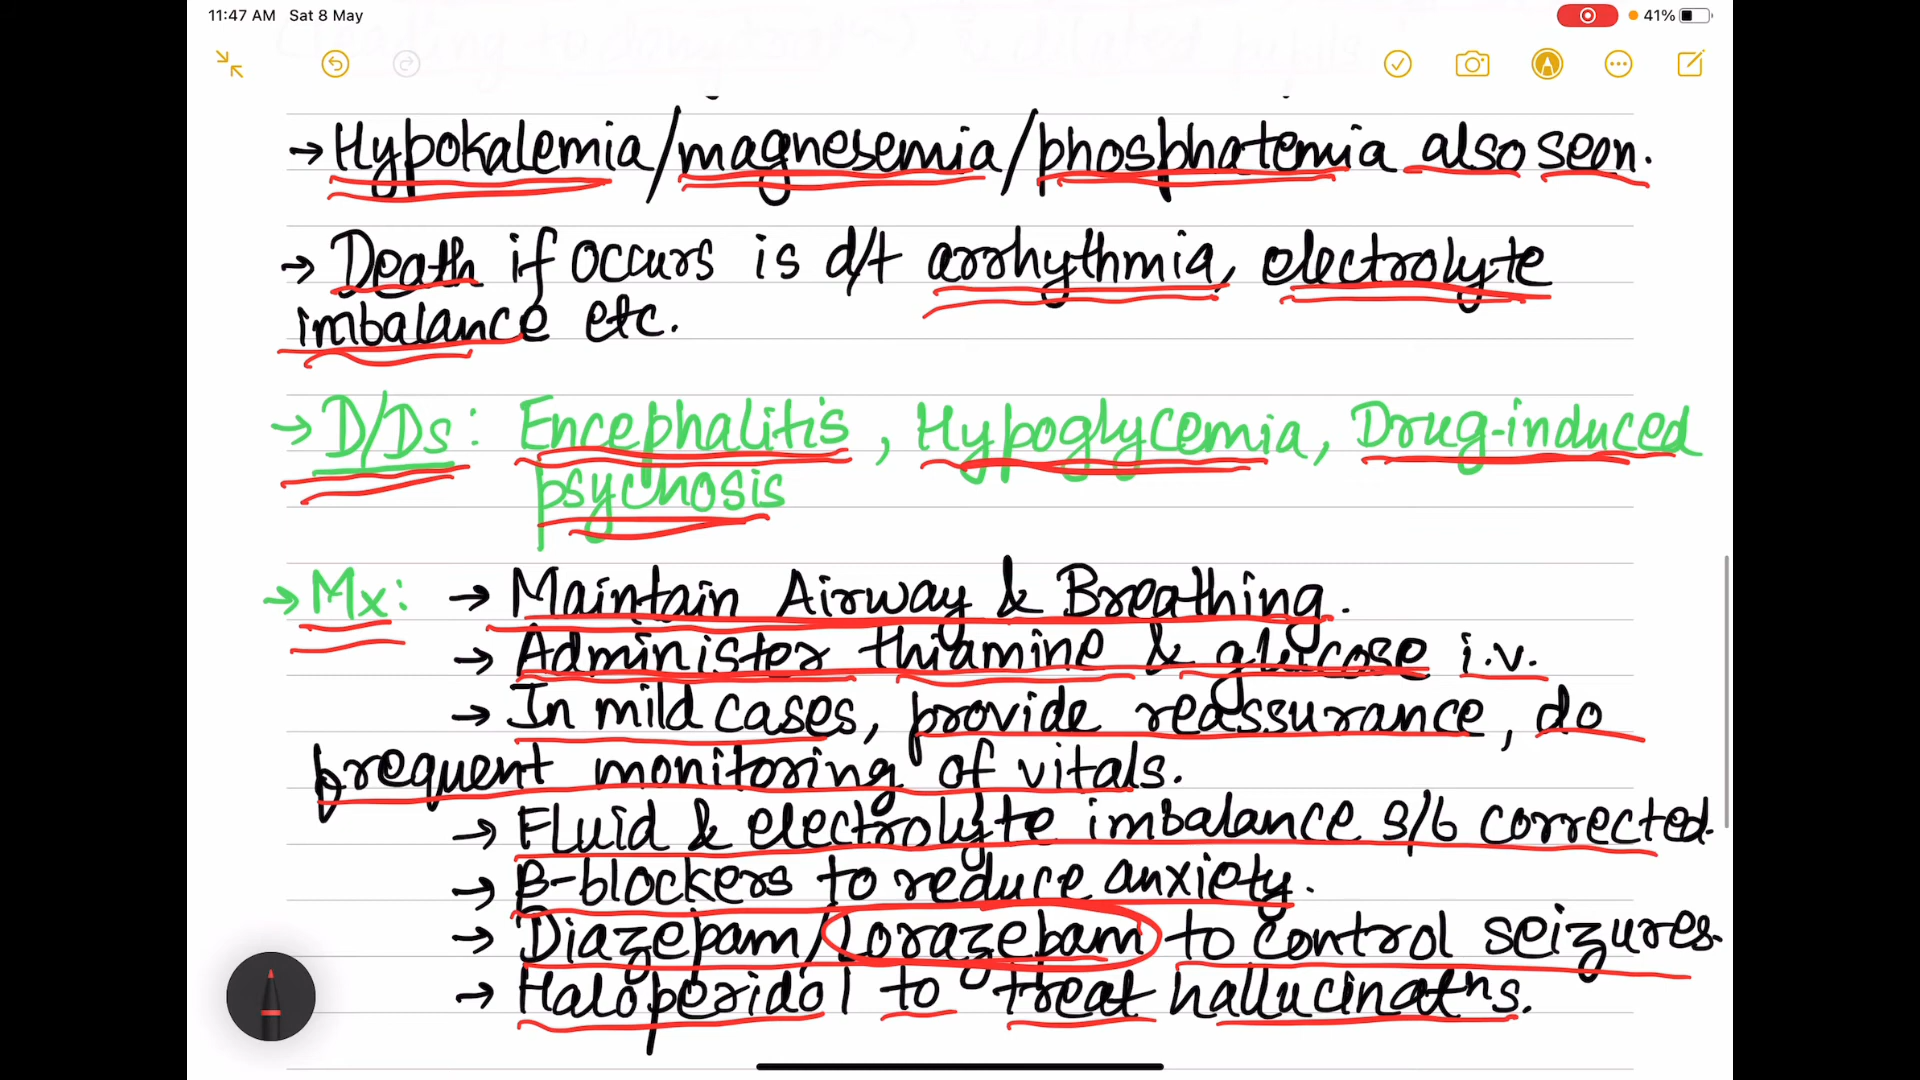 11:47 AM Sat 8 May
41%
→ Hypokalemia/magnesemia/phosphatemia also seen.
→ Death if occurs is d/t arrhythmia, electrolyte
imbalance etc.
→ D/Ds: Encephalitis, Hypoglycemia, Drug-induced
psychosis
→ Mx: → Maintain Airway & Breathing.
→ Administer thiamine & glucose i.v.
→ In mild cases, provide reassurance, do
frequent monitoring of vitals.
→ Fluid & electrolyte imbalance s/b corrected.
→ β-blockers to reduce anxiety.
→ Diazepam/Lorazepam to control seizures.
→ Haloperidol to treat hallucinatns.